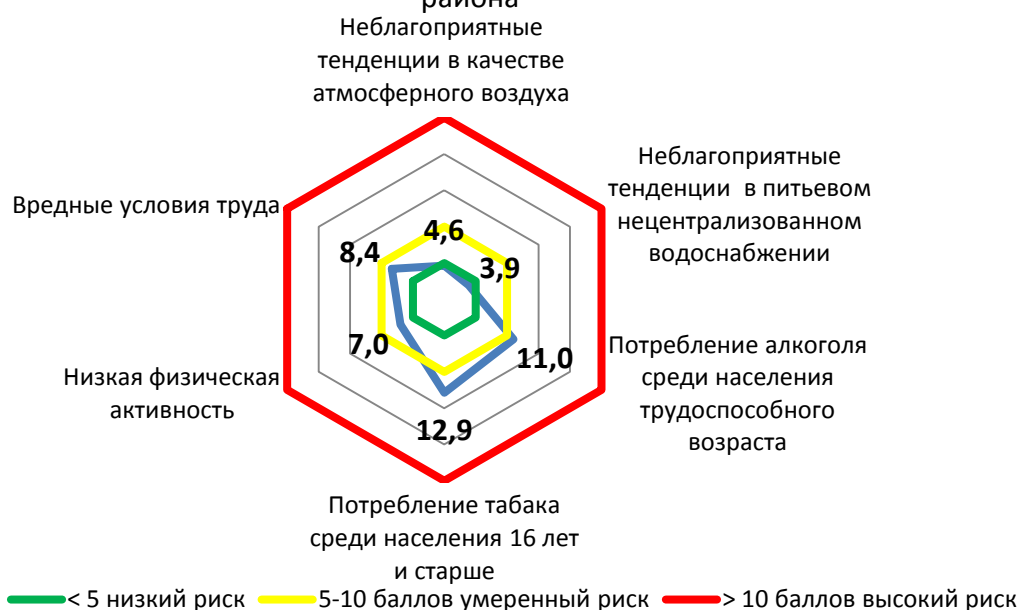 района
Неблагоприятные
тенденции в качестве
атмосферного воздуха
Неблагоприятные
тенденции в питьевом
нецентрализованном
водоснабжении
Потребление алкоголя
среди населения
трудоспособного
возраста
Потребление табака
среди населения 16 лет
и старше
Низкая физическая
активность
Вредные условия труда
4,6
3,9
11,0
12,9
7,0
8,4
< 5 низкий риск
5-10 баллов умеренный риск
> 10 баллов высокий риск